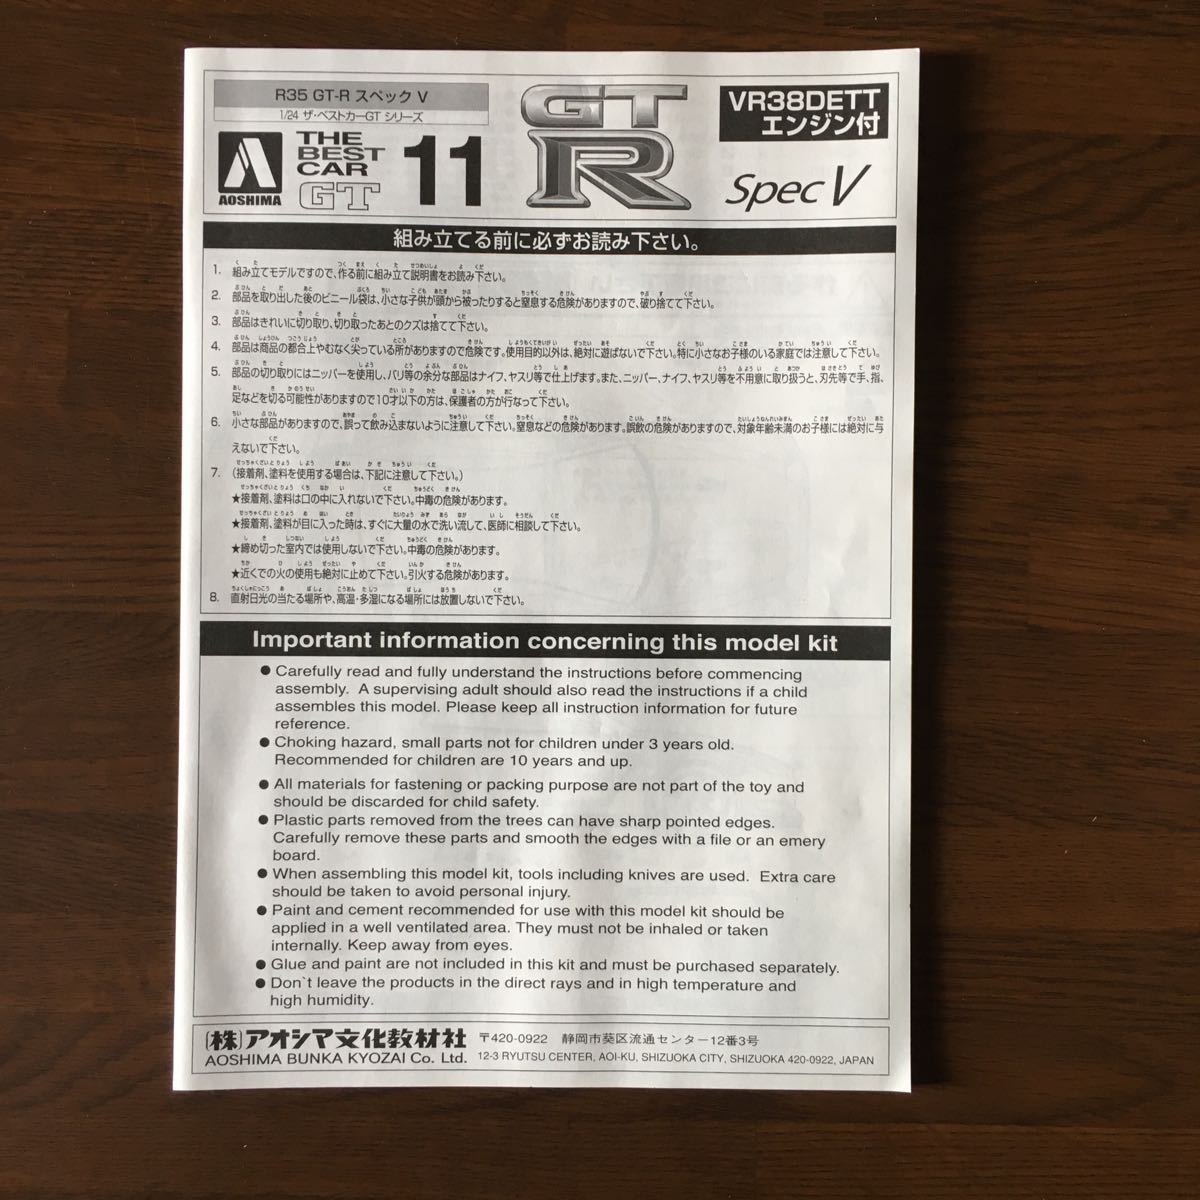 R35 GT-R スペック V
1/24 ザ・ベストカーGT シリーズ
AOSHIMA
THE
BEST
CAR
GT
11
GT
R
VR38DETT
エンジン付
Spec V
組み立てる前に必ずお読み下さい。
1. 組み立てモデルですので、作る前に組み立て説明書をお読み下さい。
2. 部品を取り出した後のビニール袋は、小さな子供が頭から被ったりすると窒息する危険がありますので、破り捨てて下さい。
3. 部品はきれいに切り取り、切り取ったあとのクズは捨てて下さい。
4. 部品は商品の都合上やむなく尖っている所がありますので危険です。使用目的以外は、絶対に遊ばないで下さい。特に小さなお子様のいる家庭では注意して下さい。
5. 部品の切り取りにはニッパーを使用し、バリ等の余分な部品はナイフ、ヤスリ等で仕上げます。また、ニッパー、ナイフ、ヤスリ等を不用意に取り扱うと、刃先等で手、指、
足などを切る可能性がありますので10才以下の方は、保護者の方が行なって下さい。
6. 小さな部品がありますので、誤って飲み込まないように注意して下さい。窒息などの危険があります。誤飲の危険がありますので、対象年齢未満のお子様には絶対に与
えないで下さい。
7. (接着剤、塗料を使用する場合は、下記に注意して下さい。)
★接着剤、塗料は口の中に入れないで下さい。中毒の危険があります。
★接着剤、塗料が目に入った時は、すぐに大量の水で洗い流して、医師に相談して下さい。
★締め切った室内では使用しないで下さい。中毒の危険があります。
★近くでの火の使用も絶対に止めて下さい。引火する危険があります。
8. 直射日光の当たる場所や、高温・多湿になる場所には放置しないで下さい。
Important information concerning this model kit
● Carefully read and fully understand the instructions before commencing
assembly. A supervising adult should also read the instructions if a child
assembles this model. Please keep all instruction information for future
reference.
● Choking hazard, small parts not for children under 3 years old.
Recommended for children are 10 years and up.
● All materials for fastening or packing purpose are not part of the toy and
should be discarded for child safety.
● Plastic parts removed from the trees can have sharp pointed edges.
Carefully remove these parts and smooth the edges with a file or an emery
board.
● When assembling this model kit, tools including knives are used. Extra care
should be taken to avoid personal injury.
● Paint and cement recommended for use with this model kit should be
applied in a well ventilated area. They must not be inhaled or taken
internally. Keep away from eyes.
● Glue and paint are not included in this kit and must be purchased separately.
● Don`t leave the products in the direct rays and in high temperature and
high humidity.
(株)アオシマ文化教材社 〒420-0922 静岡市葵区流通センター12番3号
AOSHIMA BUNKA KYOZAI Co. Ltd. 12-3 RYUTSU CENTER, AOI-KU, SHIZUOKA CITY, SHIZUOKA 420-0922, JAPAN